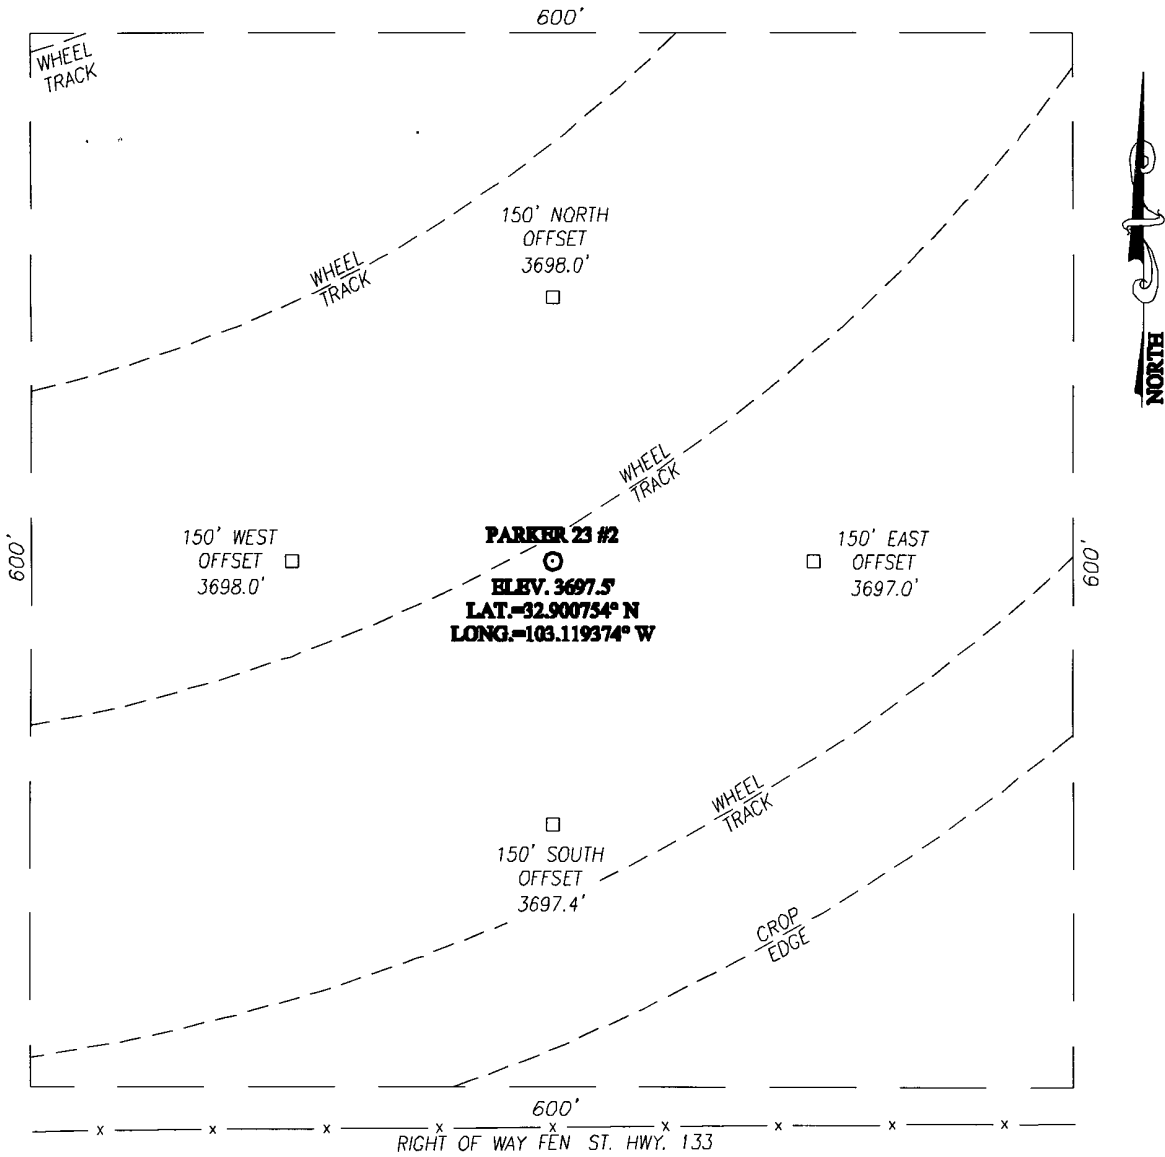 600'
WHEEL
TRACK
150' NORTH
OFFSET
3698.0'
WHEEL
TRACK
NORTH
WHEEL
TRACK
600'
150' WEST
OFFSET
3698.0'
PARKER 23 #2
ELEV. 3697.5'
LAT.=32.900754° N
LONG.=103.119374° W
150' EAST
OFFSET
3697.0'
600'
WHEEL
TRACK
150' SOUTH
OFFSET
3697.4'
CROP
EDGE
600'
RIGHT OF WAY FEN ST. HWY. 133